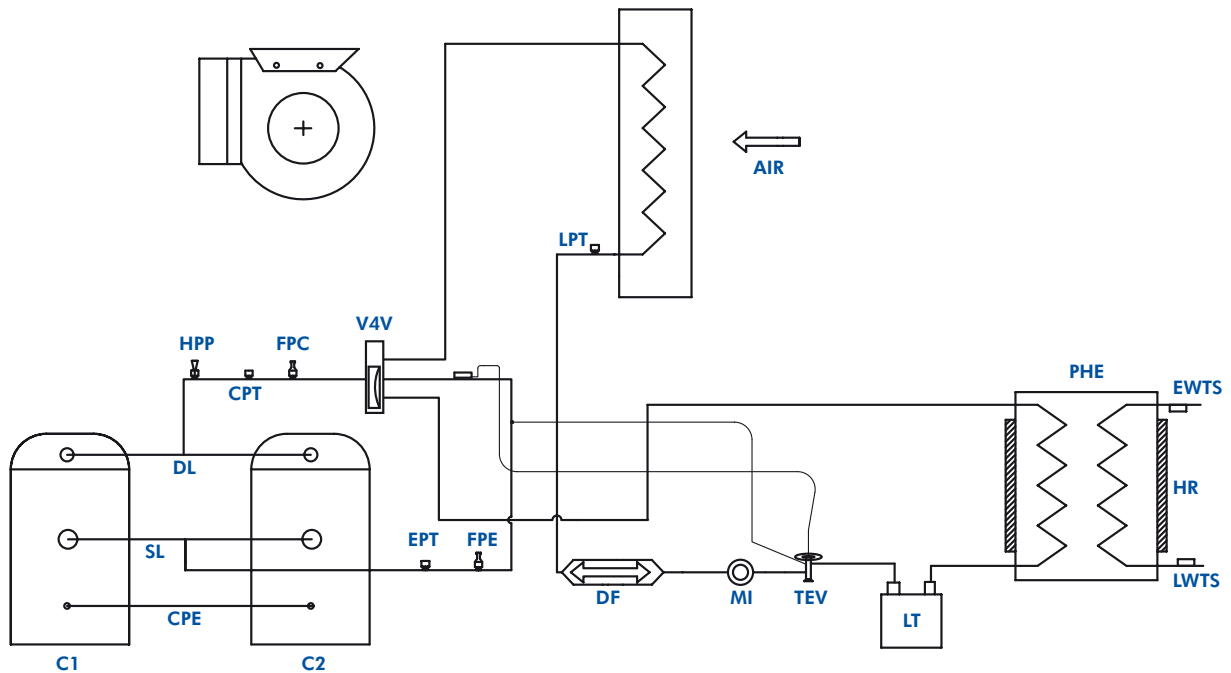 AIR
LPT
V4V
HPP
FPC
CPT
PHE
EWTS
DL
HR
SL
EPT
FPE
DF
MI
TEV
LWTS
CPE
LT
C1
C2